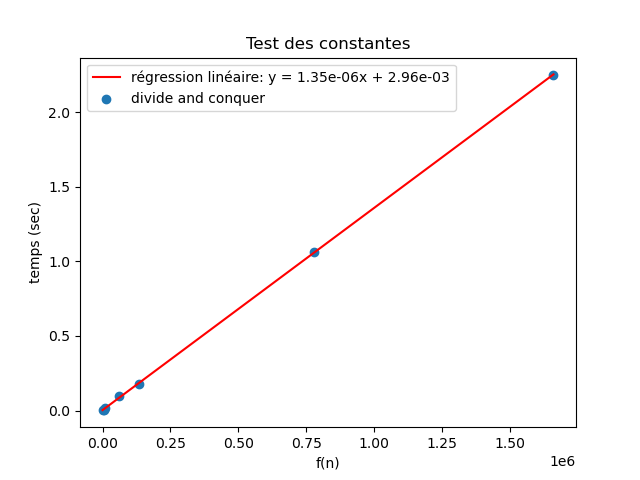 Test des constantes
régression linéaire: y = 1.35e-06x + 2.96e-03
divide and conquer
temps (sec)
2.0
1.5
1.0
0.5
0.0
0.00 0.25 0.50 0.75 1.00 1.25 1.50
1e6
f(n)